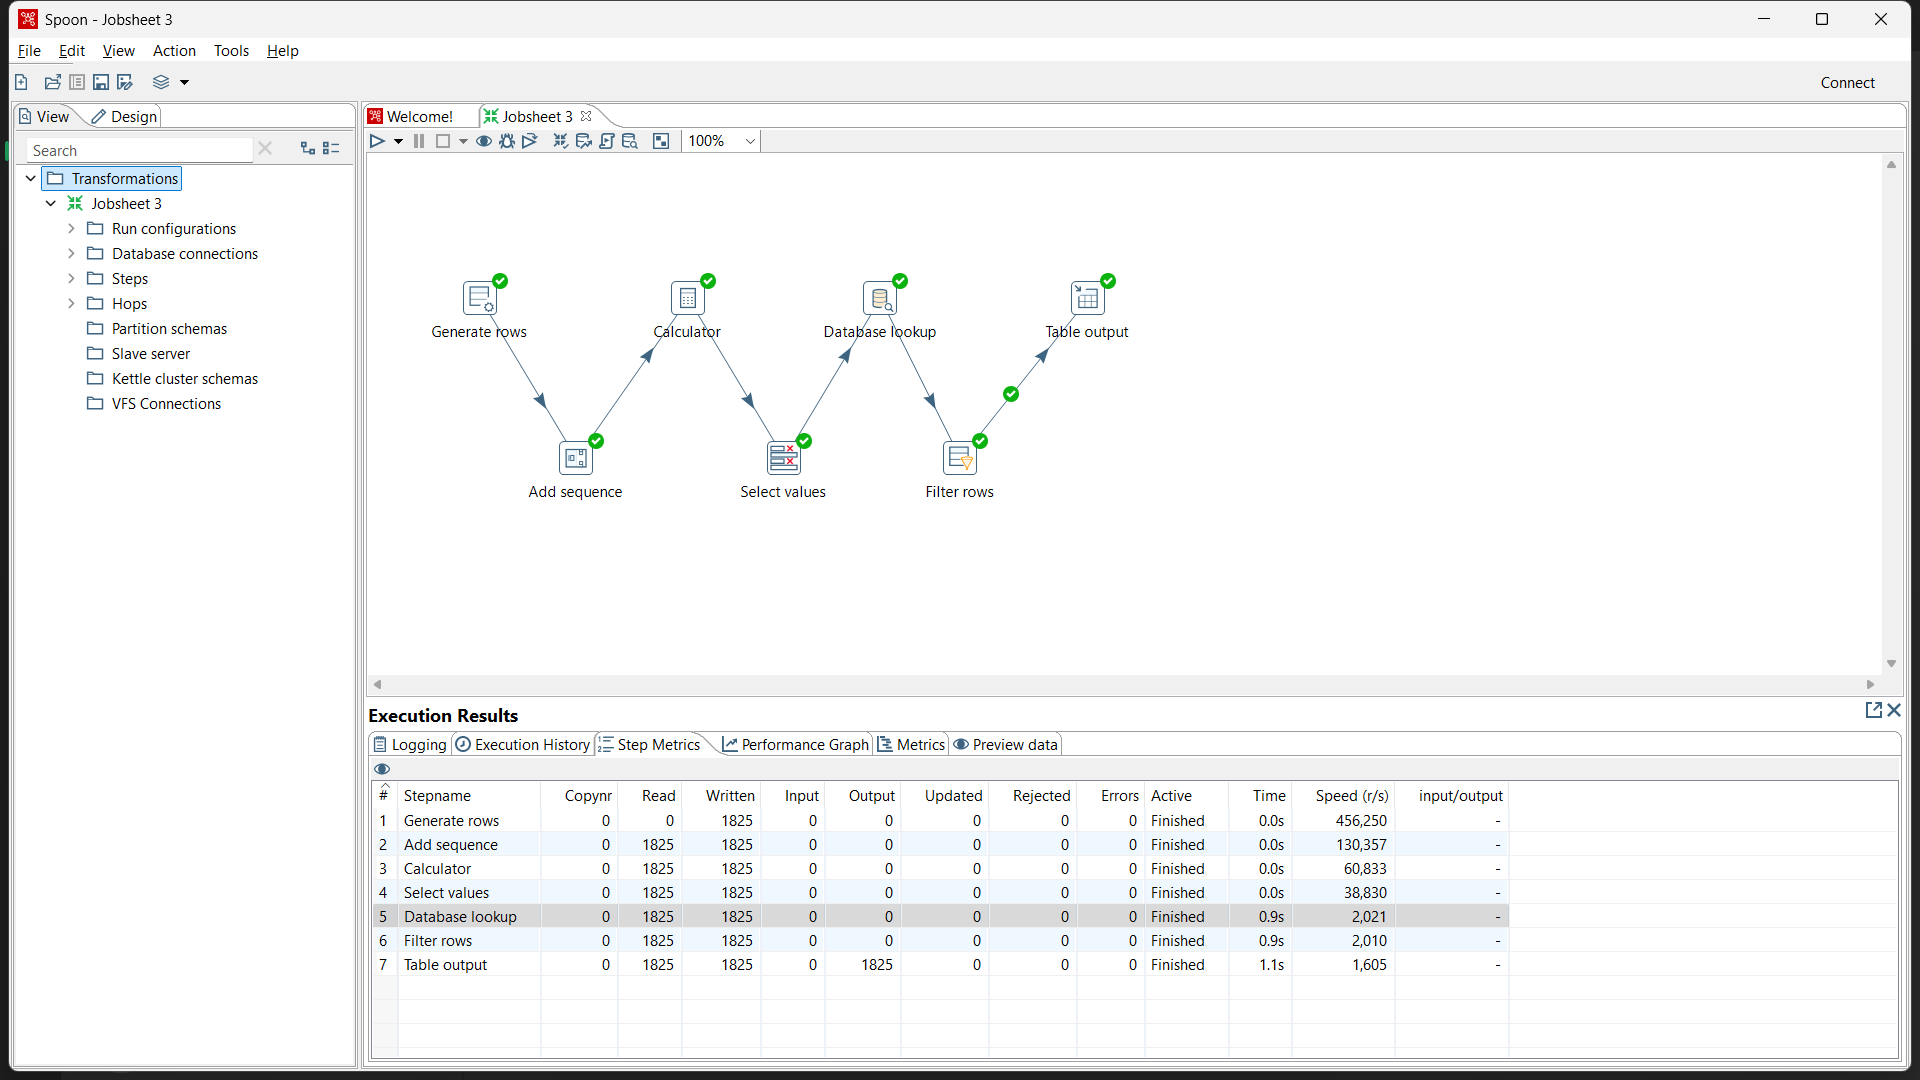 Spoon - Jobsheet 3
File Edit View Action Tools Help
Connect
View Design
Search
Transformations
Jobsheet 3
Run configurations
Database connections
Steps
Hops
Partition schemas
Slave server
Kettle cluster schemas
VFS Connections
Welcome! Jobsheet 3
100%
Generate rows
Calculator
Database lookup
Table output
Add sequence
Select values
Filter rows
Execution Results
Logging Execution History Step Metrics Performance Graph Metrics Preview data
# Stepname Copynr Read Written Input Output Updated Rejected Errors Active Time Speed (r/s) input/output
1 Generate rows 0 0 1825 0 0 0 0 0 Finished 0.0s 456,250 -
2 Add sequence 0 1825 1825 0 0 0 0 0 Finished 0.0s 130,357 -
3 Calculator 0 1825 1825 0 0 0 0 0 Finished 0.0s 60,833 -
4 Select values 0 1825 1825 0 0 0 0 0 Finished 0.0s 38,830 -
5 Database lookup 0 1825 1825 0 0 0 0 0 Finished 0.9s 2,021 -
6 Filter rows 0 1825 1825 0 0 0 0 0 Finished 0.9s 2,010 -
7 Table output 0 1825 1825 0 1825 0 0 0 Finished 1.1s 1,605 -